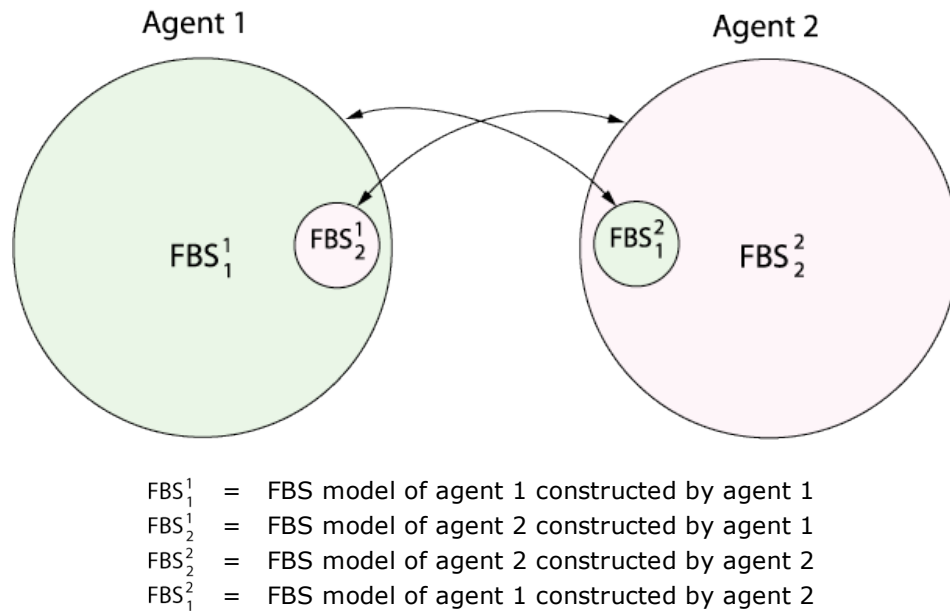 Agent 1
Agent 2
FBS¹₁
FBS¹₂
FBS²₁
FBS²₂
FBS¹₁ = FBS model of agent 1 constructed by agent 1
FBS¹₂ = FBS model of agent 2 constructed by agent 1
FBS²₂ = FBS model of agent 2 constructed by agent 2
FBS²₁ = FBS model of agent 1 constructed by agent 2